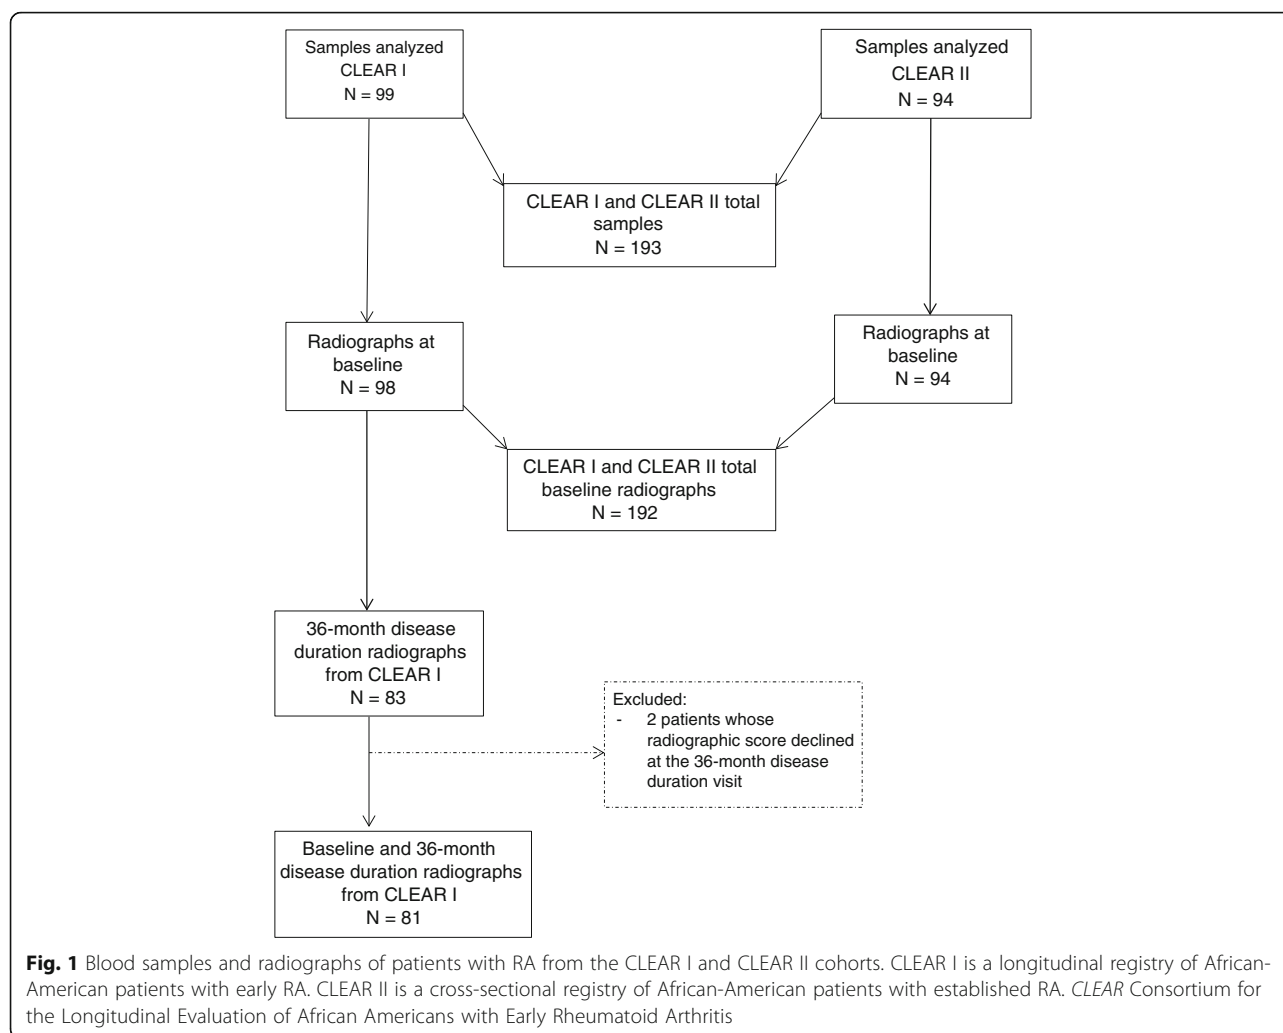 Samples analyzed
CLEAR I
N = 99
Samples analyzed
CLEAR II
N = 94
CLEAR I and CLEAR II total
samples
N = 193
Radiographs at
baseline
N = 98
Radiographs at
baseline
N = 94
CLEAR I and CLEAR II total
baseline radiographs
N = 192
36-month disease
duration radiographs
from CLEAR I
N = 83
Excluded:
- 2 patients whose
radiographic score declined
at the 36-month disease
duration visit
Baseline and 36-month
disease duration radiographs
from CLEAR I
N = 81
Fig. 1 Blood samples and radiographs of patients with RA from the CLEAR I and CLEAR II cohorts. CLEAR I is a longitudinal registry of African-
American patients with early RA. CLEAR II is a cross-sectional registry of African-American patients with established RA. CLEAR Consortium for
the Longitudinal Evaluation of African Americans with Early Rheumatoid Arthritis